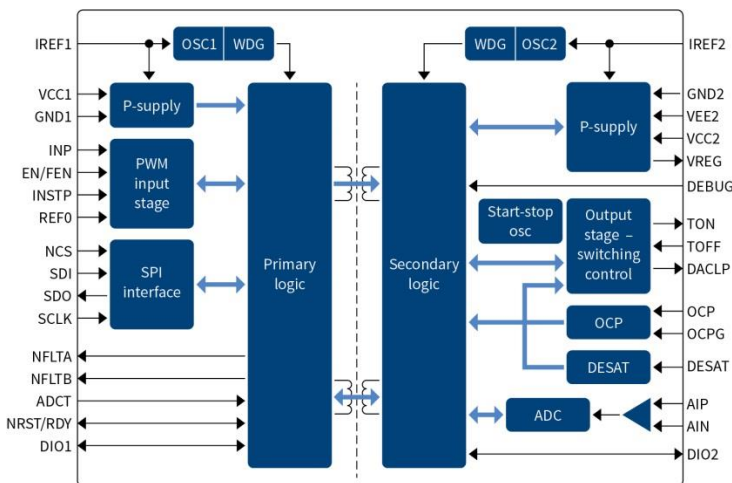 IREF1
OSC1
WDG
WDG
OSC2
IREF2
VCC1
GND1
P-supply
P-supply
GND2
VEE2
VCC2
VREG
INP
EN/FEN
INSTP
REF0
PWM
input
stage
DEBUG
Start-stop
osc
Output
stage –
switching
control
TON
TOFF
DACLP
NCS
SDI
SDO
SCLK
SPI
interface
Primary
logic
Secondary
logic
OCP
OCP
OCPG
DESAT
DESAT
NFLTA
NFLTB
ADCT
NRST/RDY
DIO1
ADC
AIP
AIN
DIO2